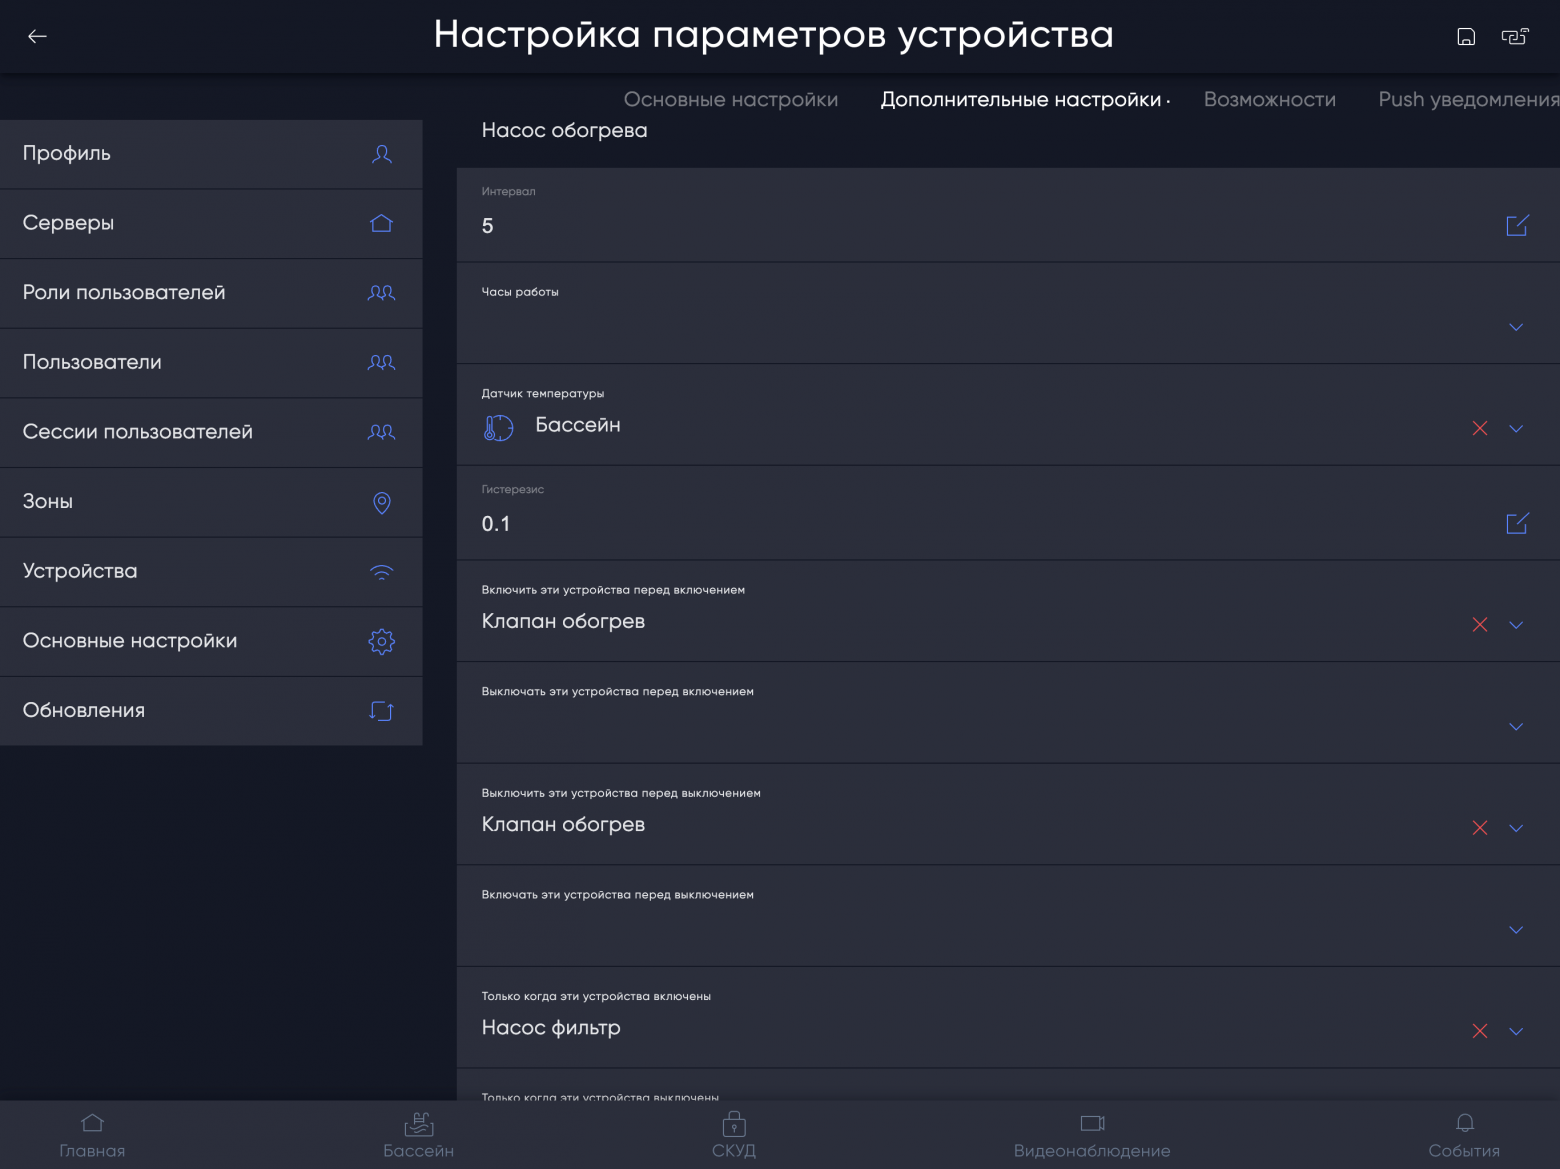 Настройка параметров устройства
Основные настройки
Дополнительные настройки ·
Возможности
Push уведомления
Профиль
Серверы
Роли пользователей
Пользователи
Сессии пользователей
Зоны
Устройства
Основные настройки
Обновления
Насос обогрева
Интервал
5
Часы работы
Датчик температуры
Бассейн
Гистерезис
0.1
Включить эти устройства перед включением
Клапан обогрев
Выключать эти устройства перед включением
Выключить эти устройства перед выключением
Клапан обогрев
Включать эти устройства перед выключением
Только когда эти устройства включены
Насос фильтр
Только когда эти устройства выключены
Главная
Бассейн
СКУД
Видеонаблюдение
События